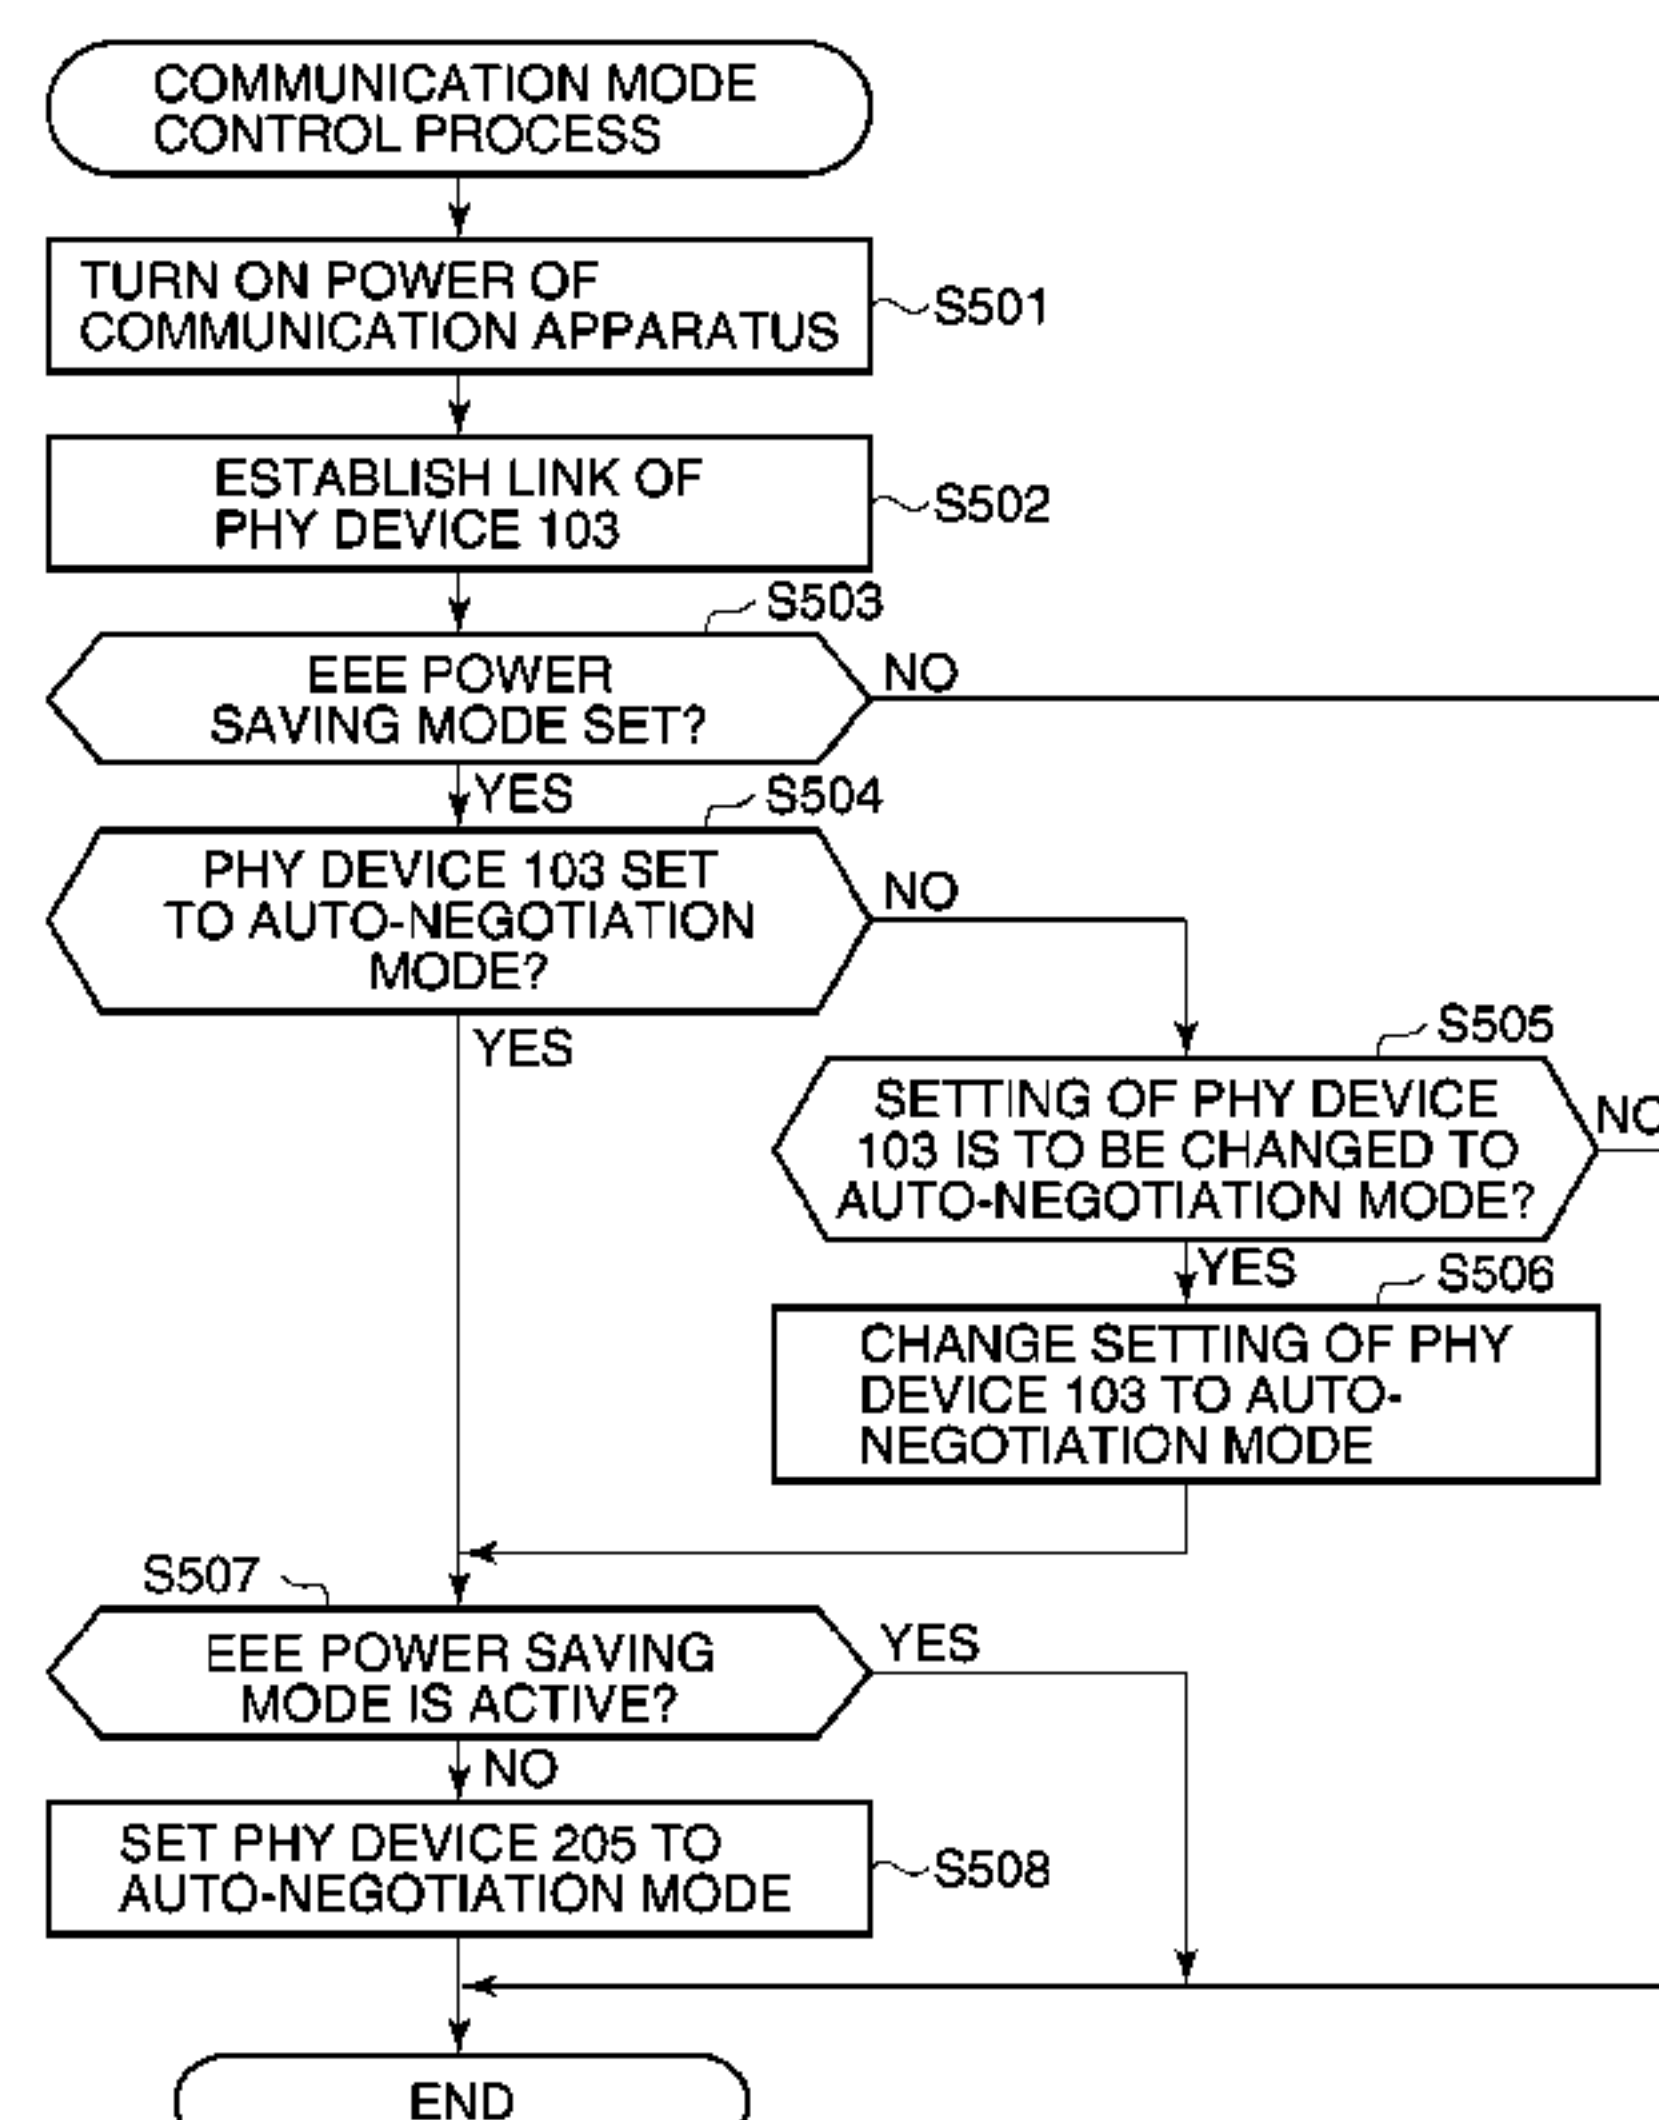 COMMUNICATION MODE
CONTROL PROCESS
TURN ON POWER OF
COMMUNICATION APPARATUS
S501
ESTABLISH LINK OF
PHY DEVICE 103
S502
S503
EEE POWER
SAVING MODE SET?
NO
YES
S504
PHY DEVICE 103 SET
TO AUTO-NEGOTIATION
MODE?
NO
YES
S505
SETTING OF PHY DEVICE
103 IS TO BE CHANGED TO
AUTO-NEGOTIATION MODE?
NO
YES
S506
CHANGE SETTING OF PHY
DEVICE 103 TO AUTO-
NEGOTIATION MODE
S507
EEE POWER SAVING
MODE IS ACTIVE?
YES
NO
SET PHY DEVICE 205 TO
AUTO-NEGOTIATION MODE
S508
END